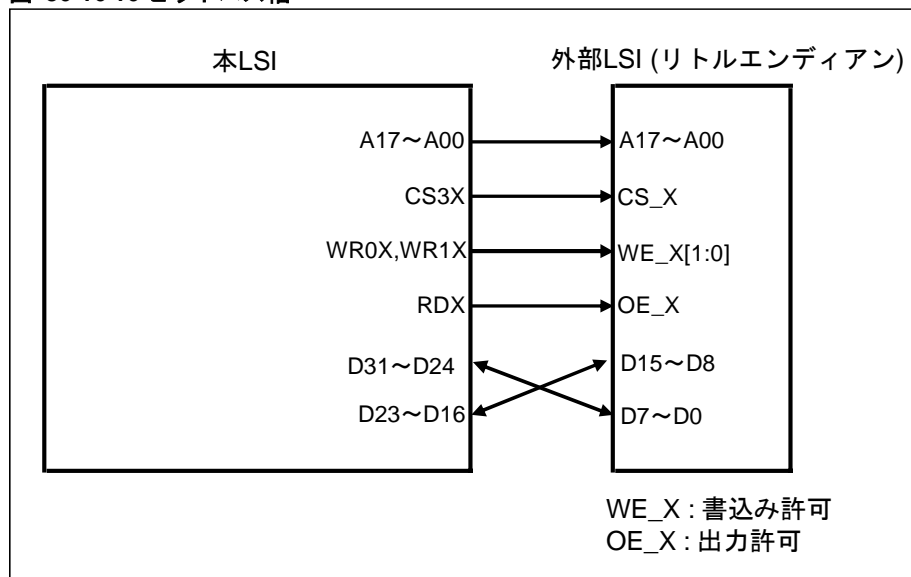 本LSI
外部LSI (リトルエンディアン)
A17～A00
A17～A00
CS3X
CS_X
WR0X,WR1X
WE_X[1:0]
RDX
OE_X
D31～D24
D15～D8
D23～D16
D7～D0
WE_X : 書込み許可
OE_X : 出力許可